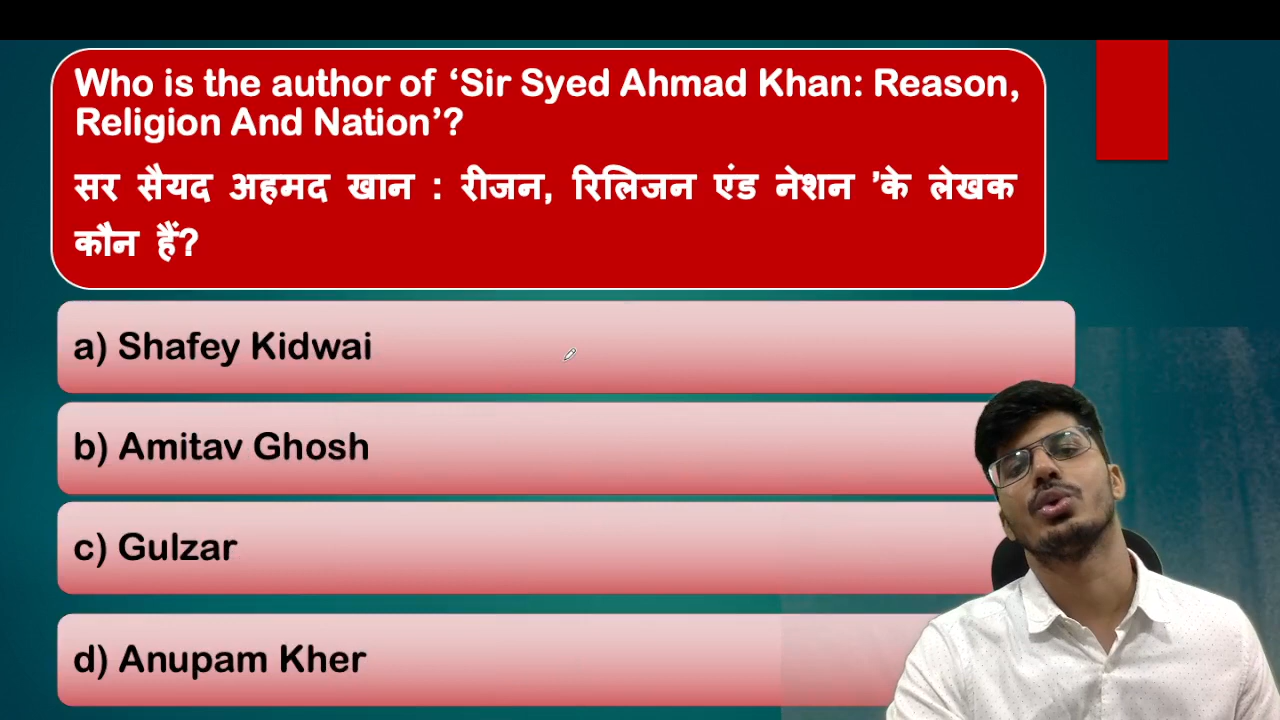 Who is the author of ‘Sir Syed Ahmad Khan: Reason,
Religion And Nation’?
सर सैयद अहमद खान : रीजन, रिलिजन एंड नेशन ’के लेखक
कौन हैं?
a) Shafey Kidwai
b) Amitav Ghosh
c) Gulzar
d) Anupam Kher